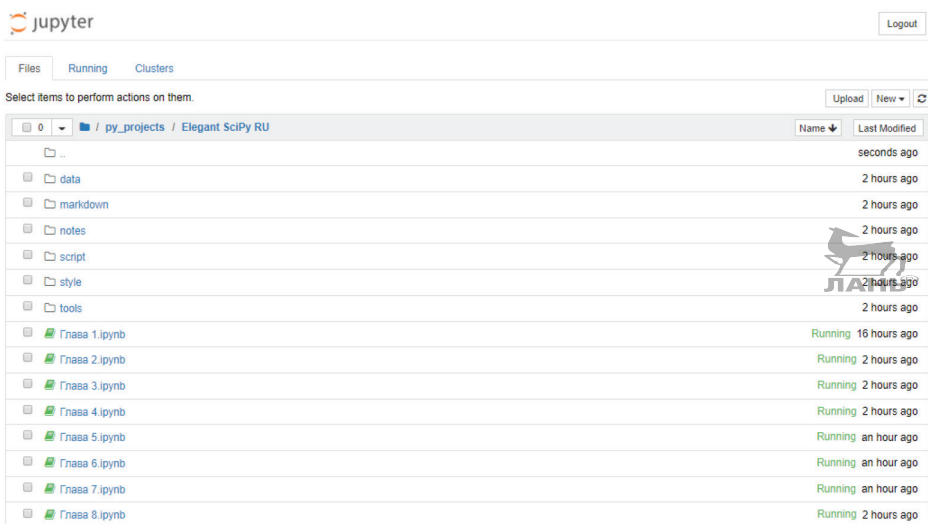 jupyter
Logout
Files Running Clusters
Select items to perform actions on them.
Upload New
0 / py_projects / Elegant SciPy RU Name Last Modified
.. seconds ago
data 2 hours ago
markdown 2 hours ago
notes 2 hours ago
script 2 hours ago
style 2 hours ago
ЛАНЬ®
tools 2 hours ago
Глава 1.ipynb Running 16 hours ago
Глава 2.ipynb Running 2 hours ago
Глава 3.ipynb Running 2 hours ago
Глава 4.ipynb Running 2 hours ago
Глава 5.ipynb Running an hour ago
Глава 6.ipynb Running an hour ago
Глава 7.ipynb Running an hour ago
Глава 8.ipynb Running 2 hours ago